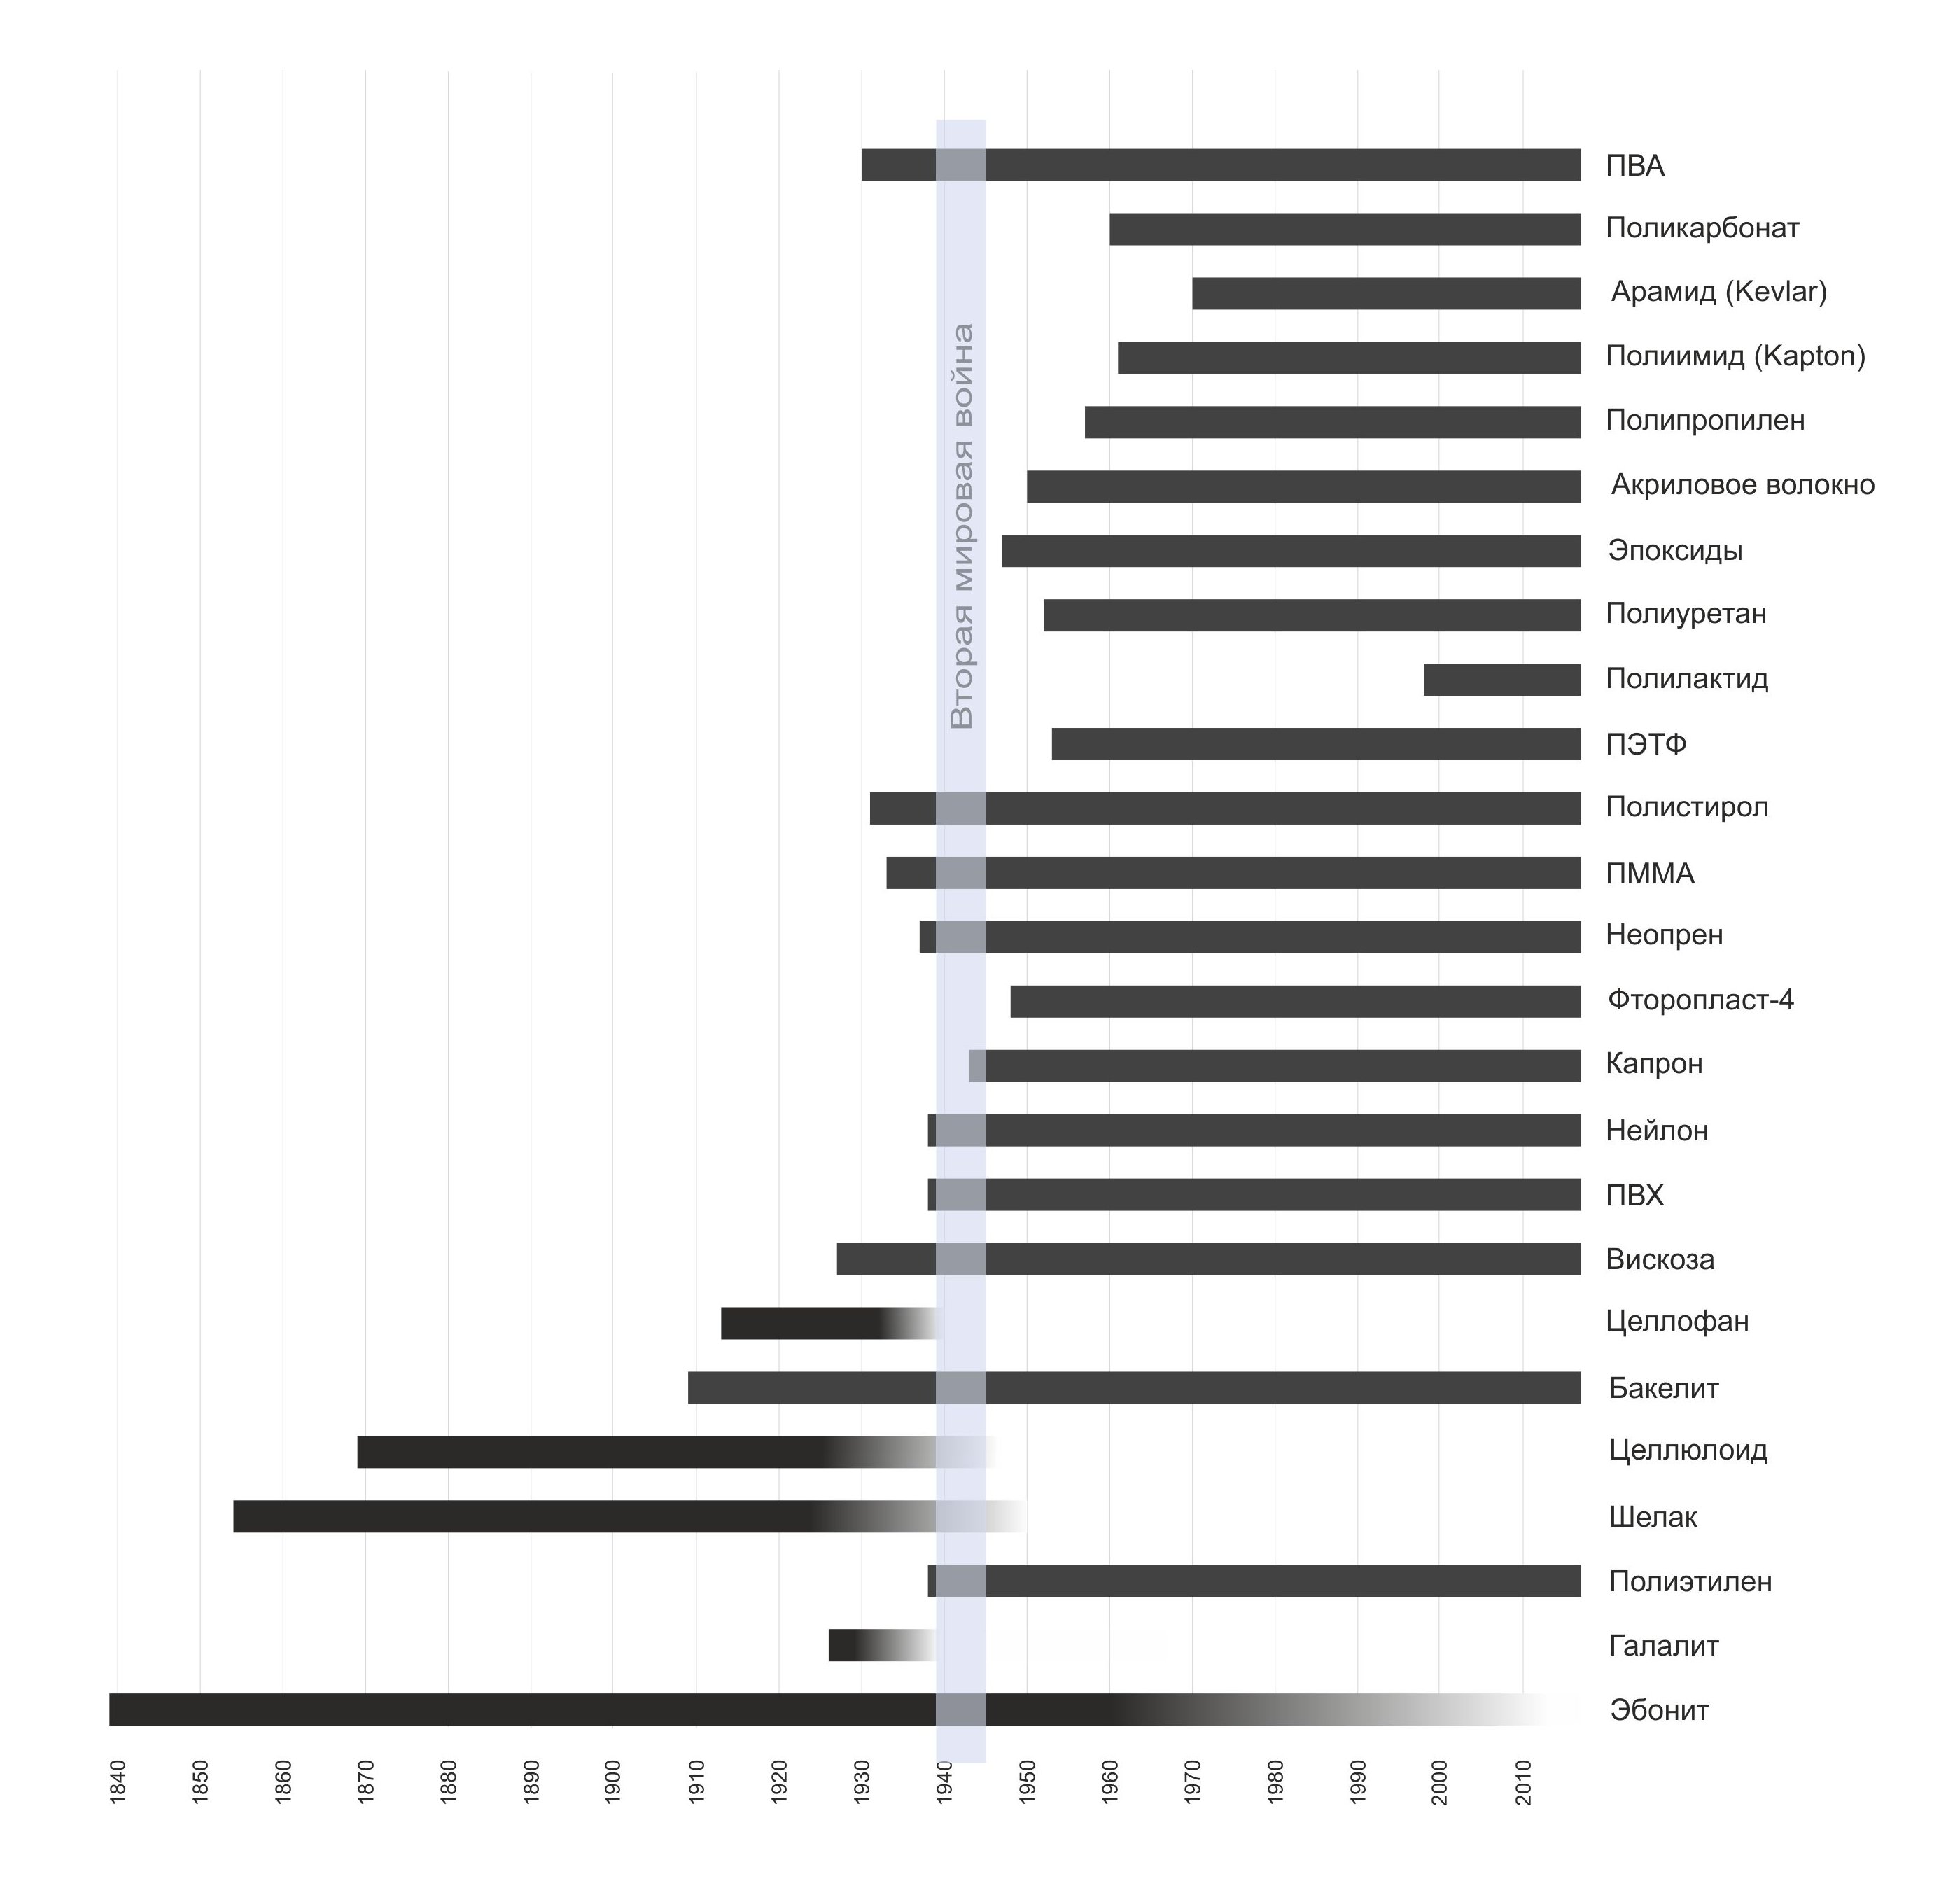 ПВА
Поликарбонат
Арамид (Kevlar)
Полиимид (Kapton)
Полипропилен
Акриловое волокно
Эпоксиды
Полиуретан
Полилактид
ПЭТФ
Полистирол
ПММА
Неопрен
Фторопласт-4
Капрон
Нейлон
ПВХ
Вискоза
Целлофан
Бакелит
Целлюлоид
Шелак
Полиэтилен
Галалит
Эбонит
Вторая мировая война
1840 1850 1860 1870 1880 1890 1900 1910 1920 1930 1940 1950 1960 1970 1980 1990 2000 2010